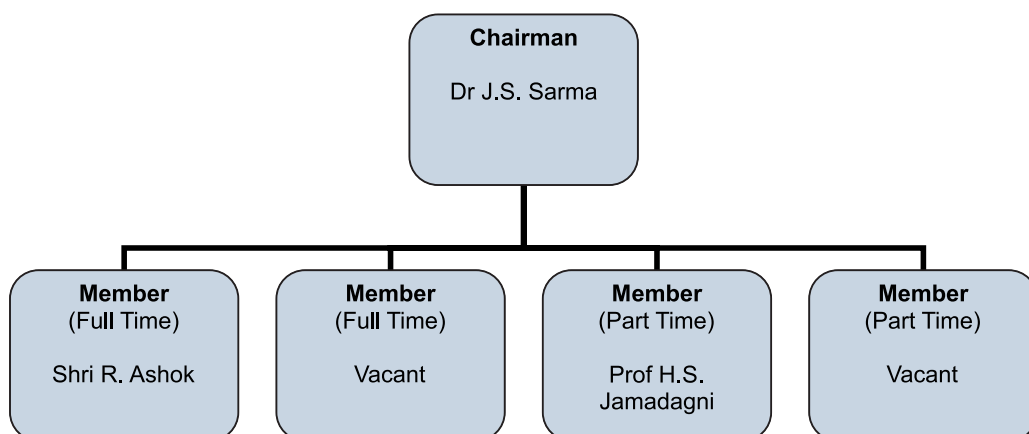 Chairman
Dr J.S. Sarma
Member
(Full Time)
Shri R. Ashok
Member
(Full Time)
Vacant
Member
(Part Time)
Prof H.S.
Jamadagni
Member
(Part Time)
Vacant